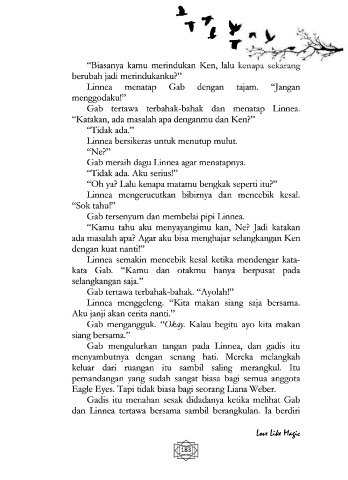 “Biasanya kamu merindukan Ken, lalu kenapa sekarang
berubah jadi merindukanku?”
Linnea menatap Gab dengan tajam. “Jangan
menggodaku!”
Gab tertawa terbahak-bahak dan menatap Linnea.
“Katakan, ada masalah apa denganmu dan Ken?”
“Tidak ada.”
Linnea bersikeras untuk menutup mulut.
“Ne?”
Gab meraih dagu Linnea agar menatapnya.
“Tidak ada. Aku serius!”
“Oh ya? Lalu kenapa matamu bengkak seperti itu?”
Linnea mengerucutkan bibirnya dan mencebik kesal.
“Sok tahu!”
Gab tersenyum dan membelai pipi Linnea.
“Kamu tahu aku menyayangimu kan, Ne? Jadi katakan
ada masalah apa? Agar aku bisa menghajar selangkangan Ken
dengan kuat nanti!”
Linnea semakin mencebik kesal ketika mendengar kata-
kata Gab. “Kamu dan otakmu hanya berpusat pada
selangkangan saja.”
Gab tertawa terbahak-bahak. “Ayolah!”
Linnea menggeleng. “Kita makan siang saja bersama.
Aku janji akan cerita nanti.”
Gab mengangguk. “Okay. Kalau begitu ayo kita makan
siang bersama.”
Gab mengulurkan tangan pada Linnea, dan gadis itu
menyambutnya dengan senang hati. Mereka melangkah
keluar dari ruangan itu sambil saling merangkul. Itu
pemandangan yang sudah sangat biasa bagi semua anggota
Eagle Eyes. Tapi tidak biasa bagi seorang Liana Weber.
Gadis itu menahan sesak didadanya ketika melihat Gab
dan Linnea tertawa bersama sambil berangkulan. Ia berdiri
Love Like Magic
183